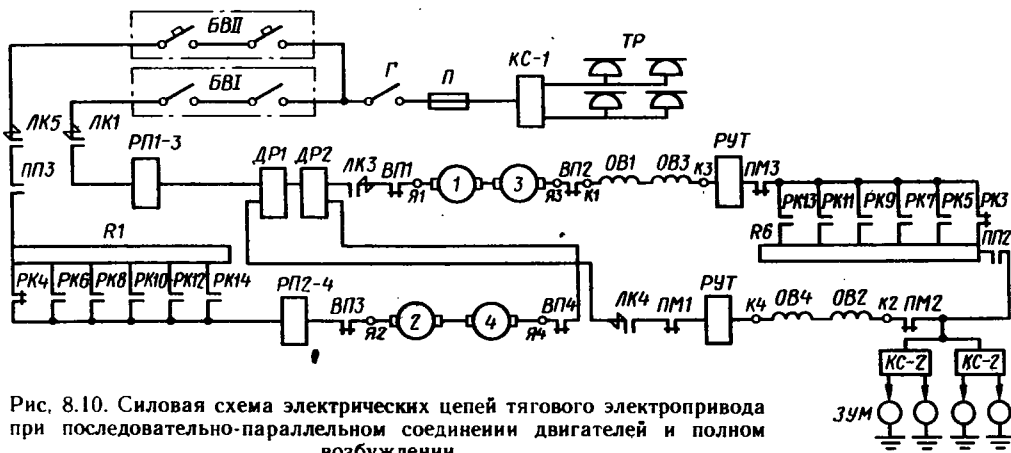 БВII
БВI
Г
П
КС-1
ТР
ЛК5
ЛК1
ПП3
РП1-3
ДР1
ДР2
ЛК3
ВП1
Я1
1
3
Я3
ВП2
К1
ОВ1
ОВ3
К3
РУТ
ПМ3
РК13
РК11
РК9
РК7
РК5
РК3
R6
ПП2
R1
РК4
РК6
РК8
РК10
РК12
РК14
РП2-4
ВП3
Я2
2
4
Я4
ВП4
ЛК4
ПМ1
РУТ
К4
ОВ4
ОВ2
К2
ПМ2
КС-2
КС-2
ЗУМ
Рис. 8.10. Силовая схема электрических цепей тягового электропривода
при последовательно-параллельном соединении двигателей и полном
возбуждении